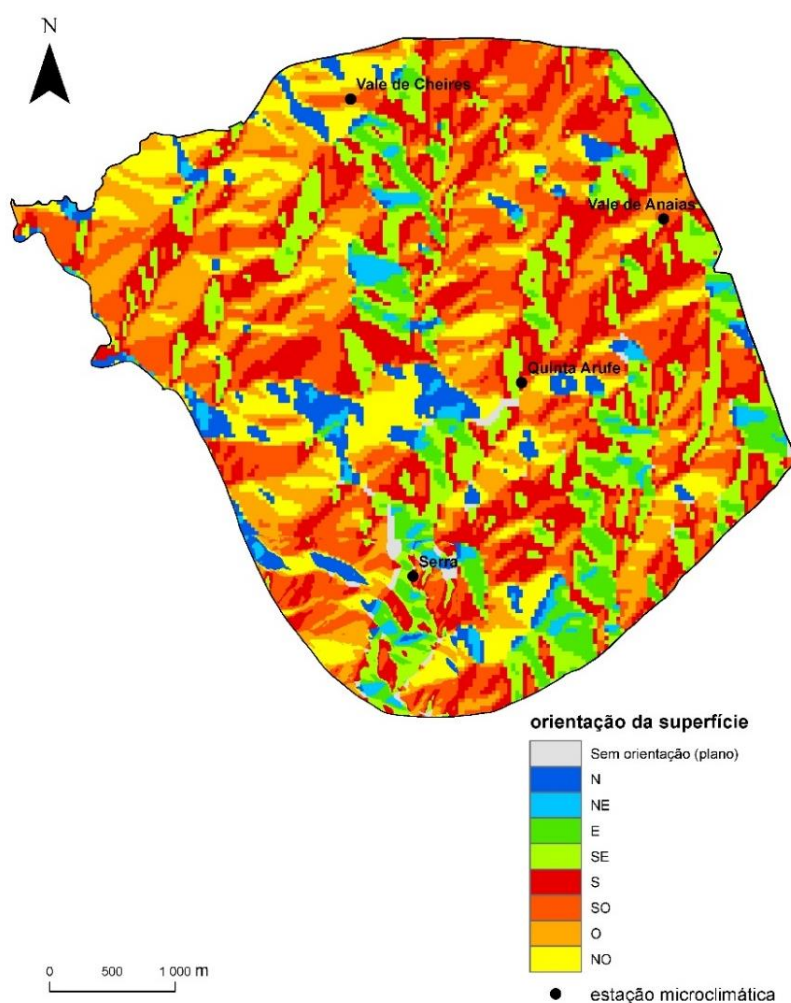 N
Vale de Cheires
Vale de Anaias
Quinta Arufe
Serra
orientação da superfície
Sem orientação (plano)
N
NE
E
SE
S
SO
O
NO
0 500 1 000 m
estação microclimática